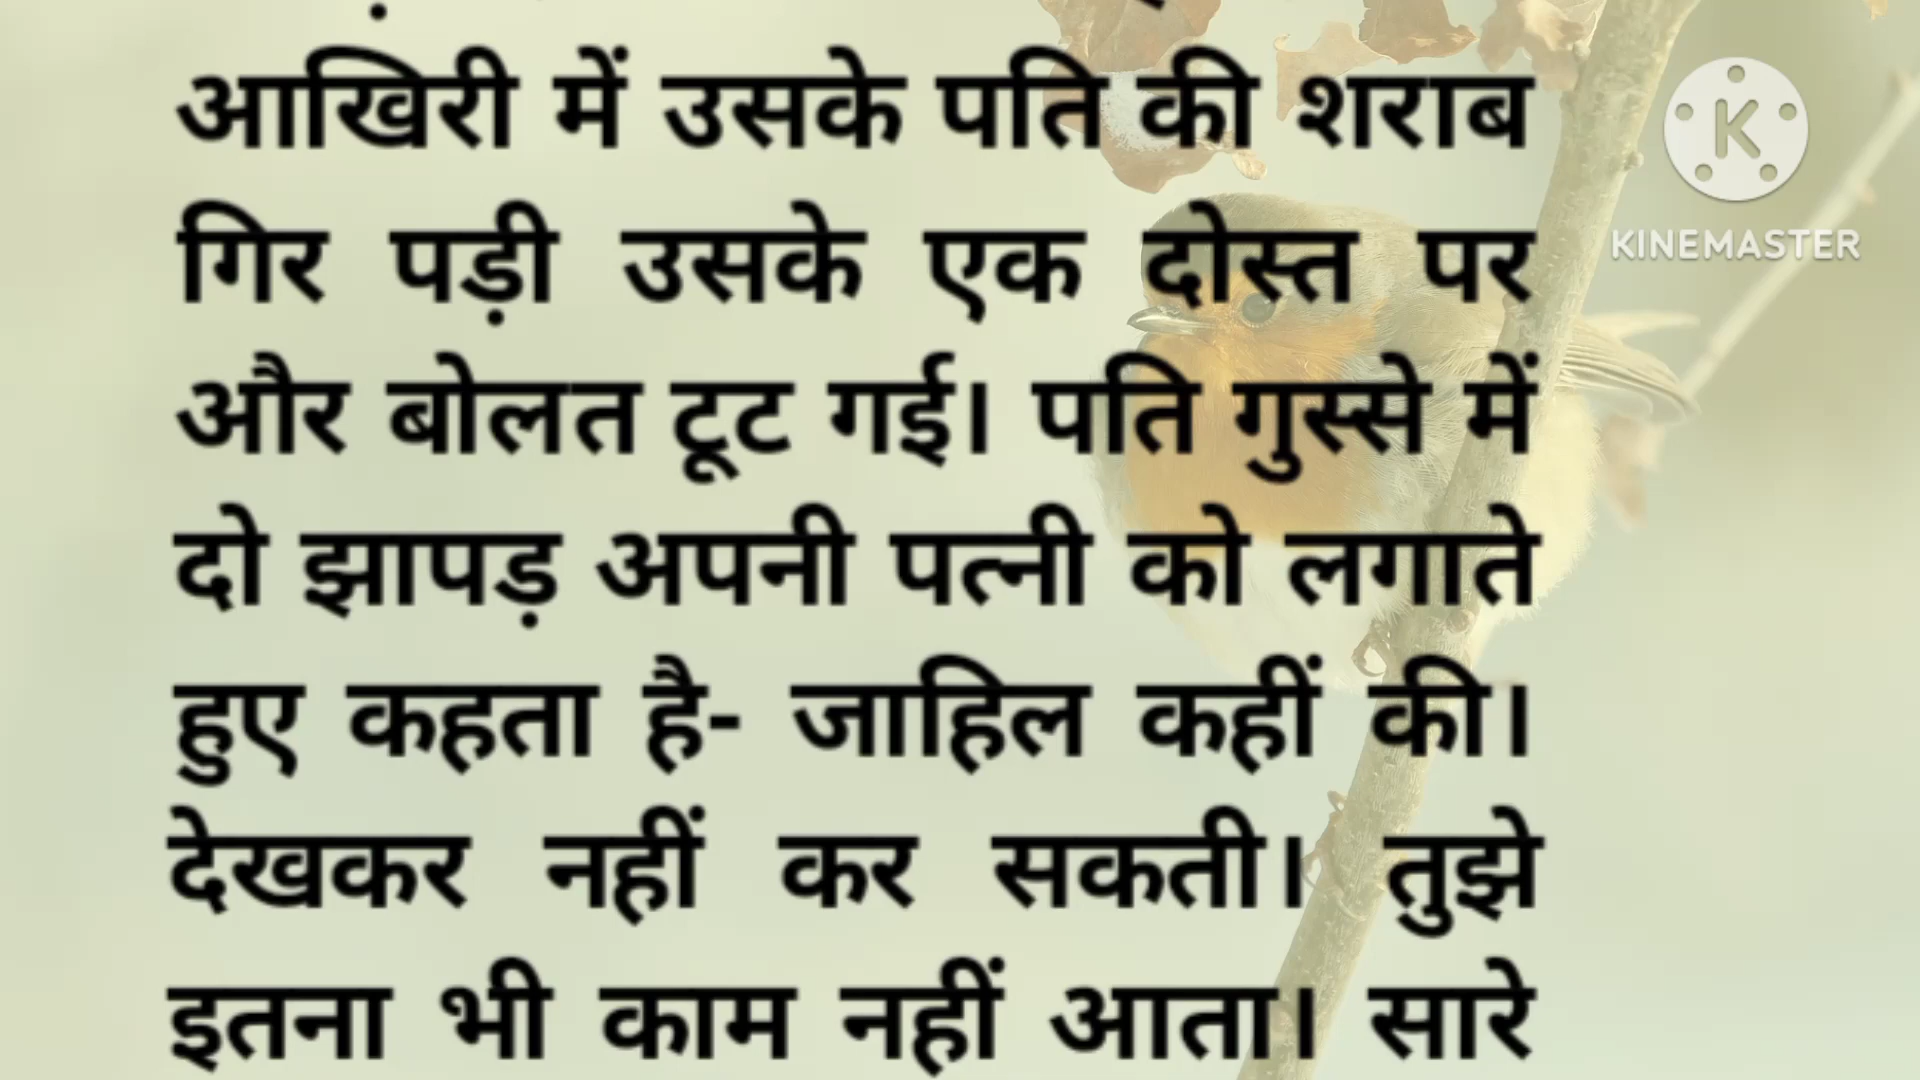 आखिरी में उसके पति की शराब
गिर पड़ी उसके एक दोस्त पर
और बोलत टूट गई। पति गुस्से में
दो झापड़ अपनी पत्नी को लगाते
हुए कहता है- जाहिल कहीं की।
देखकर नहीं कर सकती। तुझे
इतना भी काम नहीं आता। सारे
K
KINEMASTER